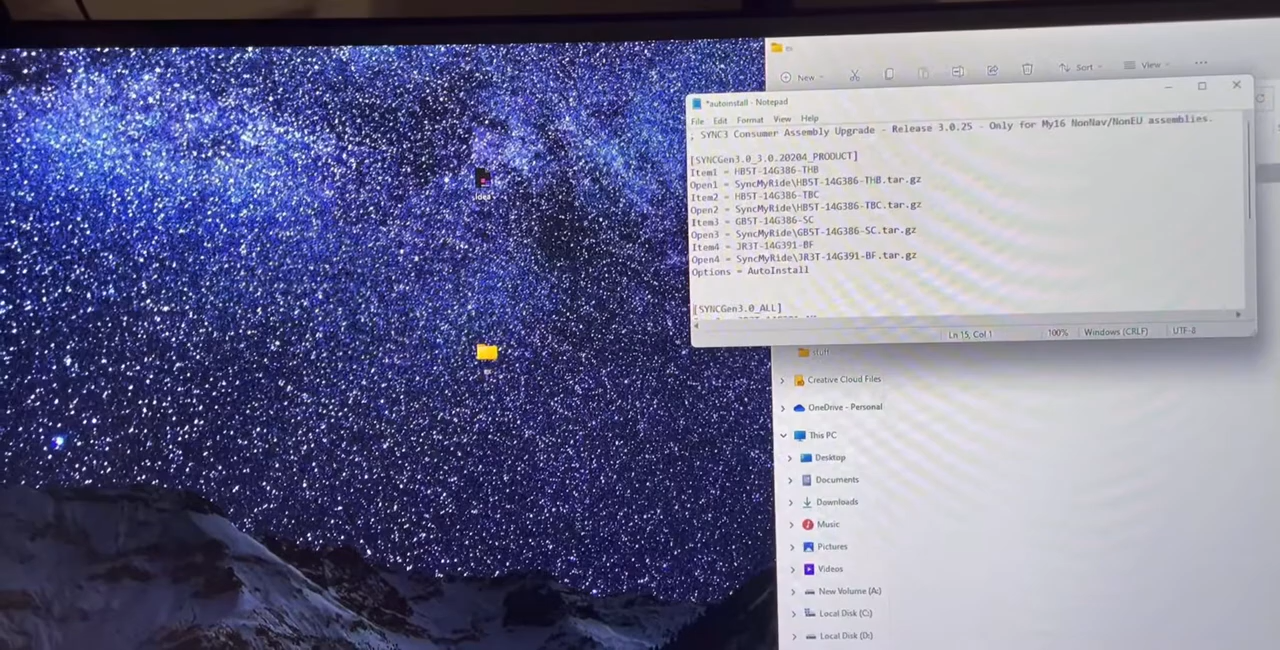 New
Sort
View
...
*autoinstall - Notepad
File Edit Format View Help
; SYNC3 Consumer Assembly Upgrade - Release 3.0.25 - Only for My16 NonNav/NonEU assemblies.
[SYNCGen3.0_3.0.20204_PRODUCT]
Item1 = HB5T-14G386-THB
Open1 = SyncMyRide\HB5T-14G386-THB.tar.gz
Item2 = HB5T-14G386-TBC
Open2 = SyncMyRide\HB5T-14G386-TBC.tar.gz
Item3 = GB5T-14G386-SC
Open3 = SyncMyRide\GB5T-14G386-SC.tar.gz
Item4 = JR3T-14G391-BF
Open4 = SyncMyRide\JR3T-14G391-BF.tar.gz
Options = AutoInstall
[SYNCGen3.0_ALL]
Ln 15, Col 1
100%
Windows (CRLF)
UTF-8
idea
stuff
Creative Cloud Files
OneDrive - Personal
This PC
Desktop
Documents
Downloads
Music
Pictures
Videos
New Volume (A:)
Local Disk (C:)
Local Disk (D:)